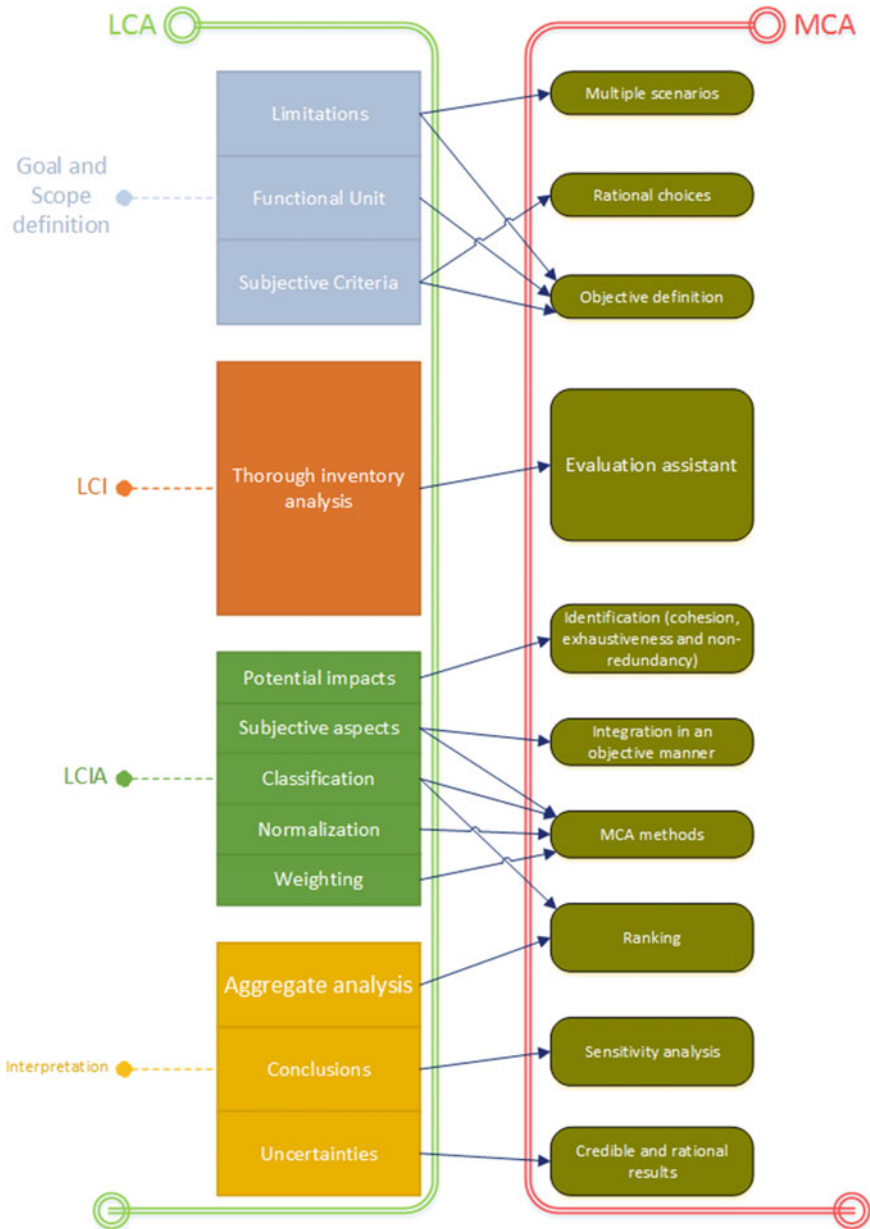 LCA
MCA
Goal and
Scope
definition
Limitations
Functional Unit
Subjective Criteria
Multiple scenarios
Rational choices
Objective definition
LCI
Thorough inventory
analysis
Evaluation assistant
LCIA
Potential impacts
Subjective aspects
Classification
Normalization
Weighting
Identification (cohesion,
exhaustiveness and non-
redundancy)
Integration in an
objective manner
MCA methods
Ranking
Interpretation
Aggregate analysis
Conclusions
Uncertainties
Sensitivity analysis
Credible and rational
results